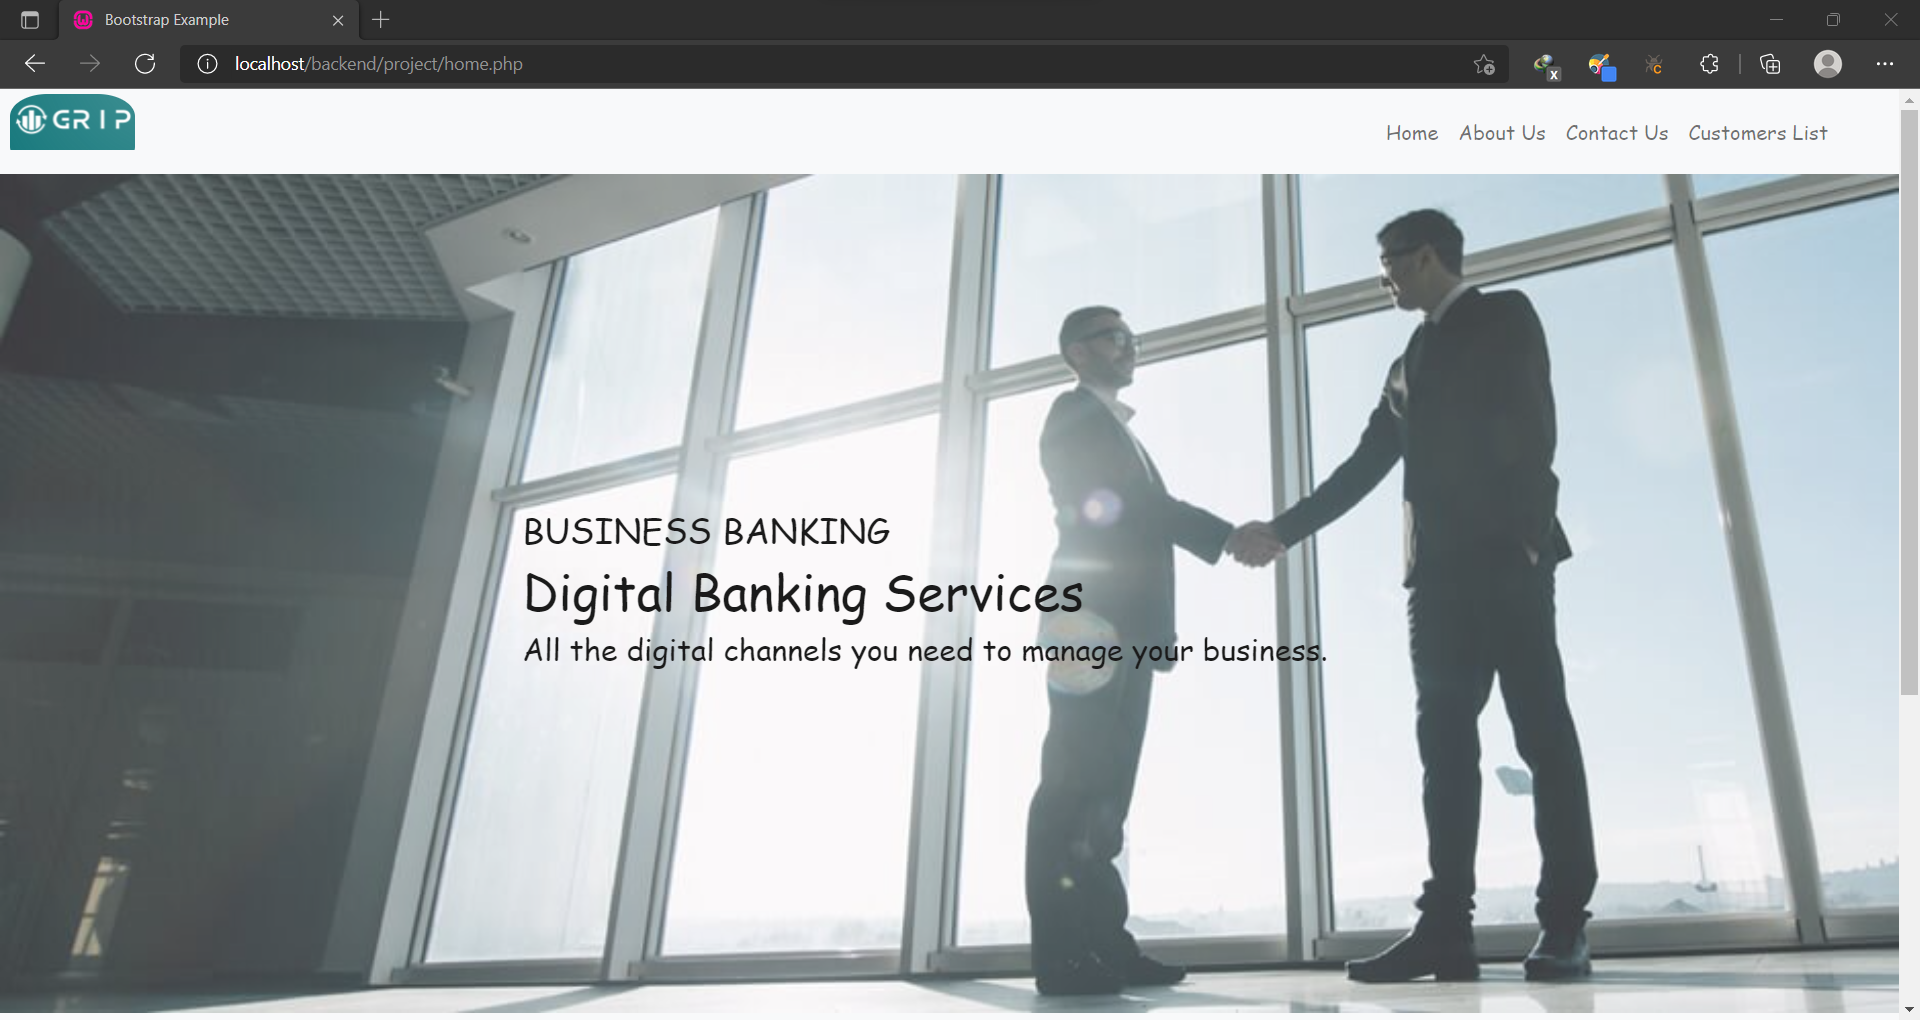 Bootstrap Example
localhost/backend/project/home.php
GRIP
Home About Us Contact Us Customers List
BUSINESS BANKING
Digital Banking Services
All the digital channels you need to manage your business.